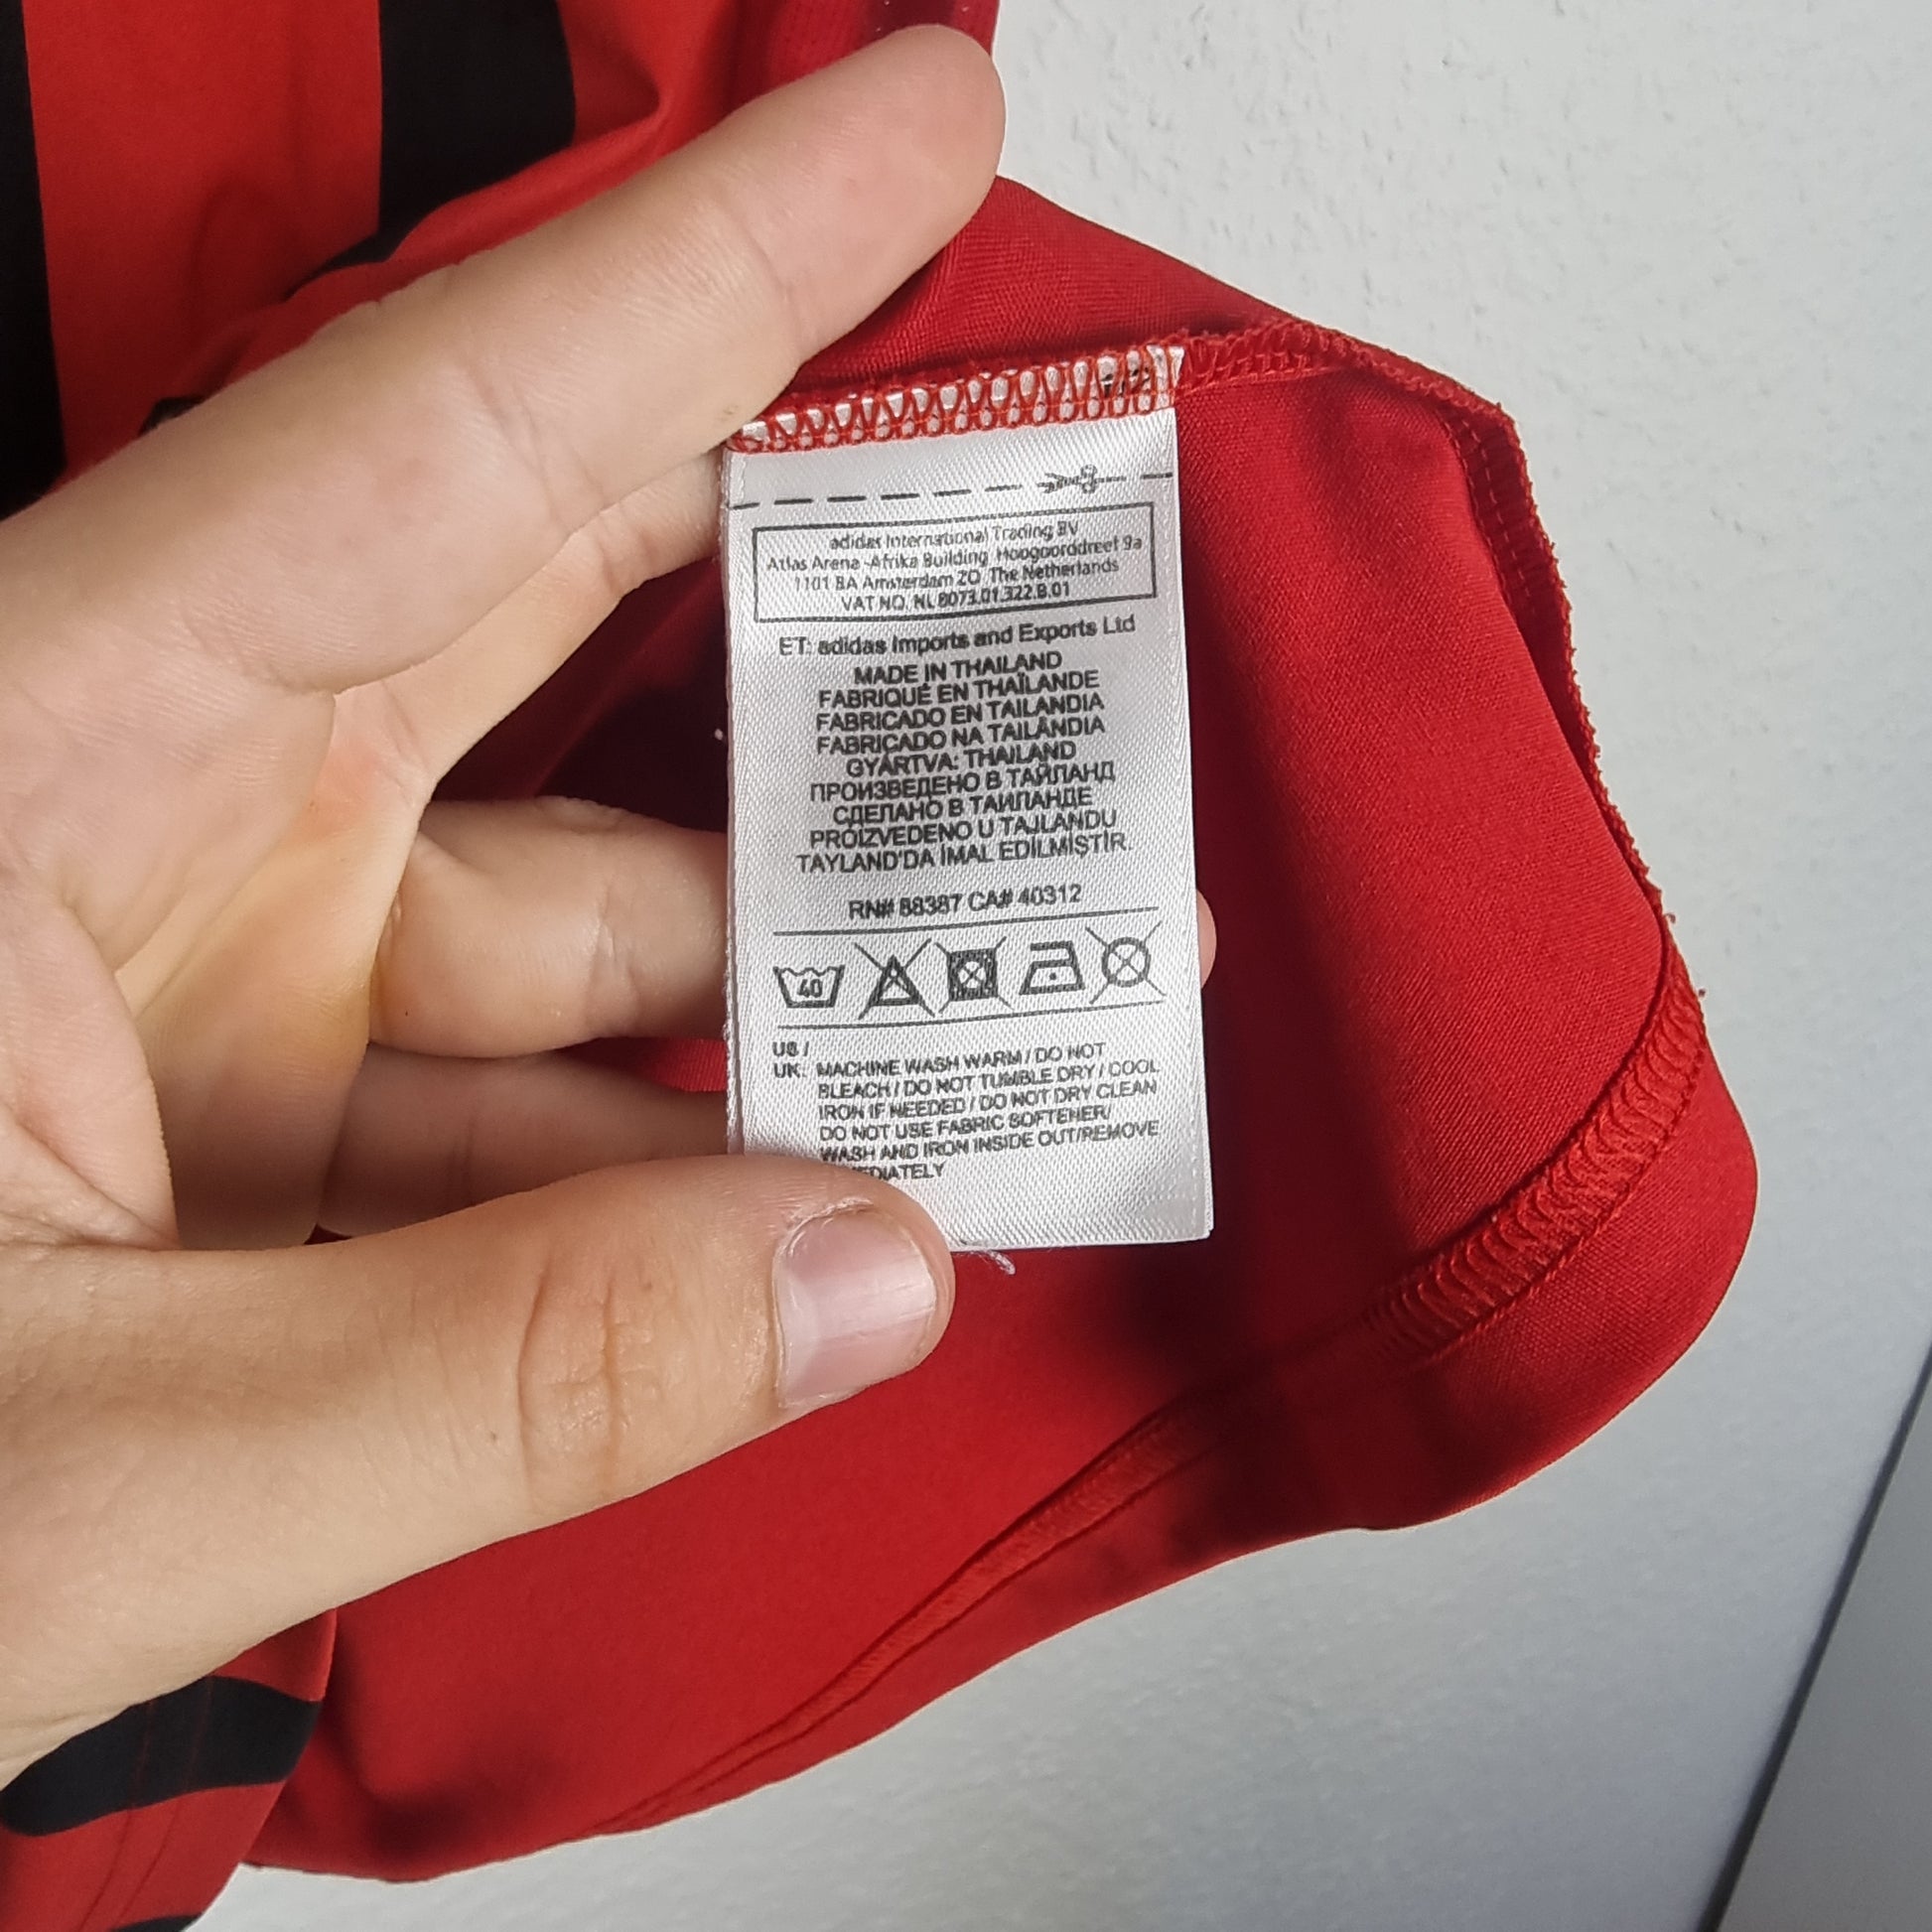 adidas International Trading BV
Atlas Arena -Afrika Building, Hoogoorddreef 9a
1101 BA Amsterdam ZO, The Netherlands
VAT NO. NL 8073.01.322.B.01
ET: adidas Imports and Exports Ltd
MADE IN THAILAND
FABRIQUÉ EN THAÏLANDE
FABRICADO EN TAILANDIA
FABRICADO NA TAILÂNDIA
GYÁRTVA: THAILAND
ПРОИЗВЕДЕНО В ТАЙЛАНД
СДЕЛАНО В ТАИЛАНДЕ
PROIZVEDENO U TAJLANDU
TAYLAND'DA İMAL EDİLMİŞTİR.
RN# 88387 CA# 40312
40
US /
UK: MACHINE WASH WARM / DO NOT
BLEACH / DO NOT TUMBLE DRY / COOL
IRON IF NEEDED / DO NOT DRY CLEAN
DO NOT USE FABRIC SOFTENER/
WASH AND IRON INSIDE OUT/REMOVE
EDIATELY